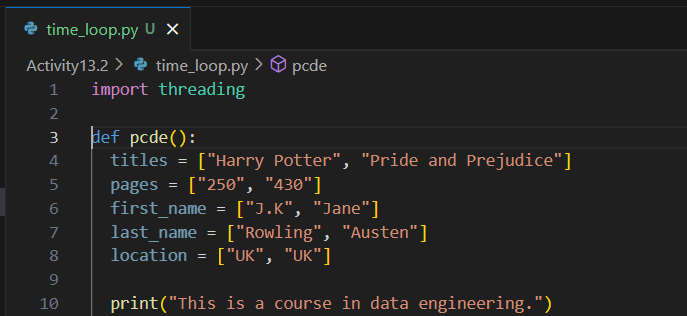 time_loop.py U
Activity13.2 > time_loop.py > pcde
1 import threading
2
3 def pcde():
4 titles = ["Harry Potter", "Pride and Prejudice"]
5 pages = ["250", "430"]
6 first_name = ["J.K", "Jane"]
7 last_name = ["Rowling", "Austen"]
8 location = ["UK", "UK"]
9
10 print("This is a course in data engineering.")